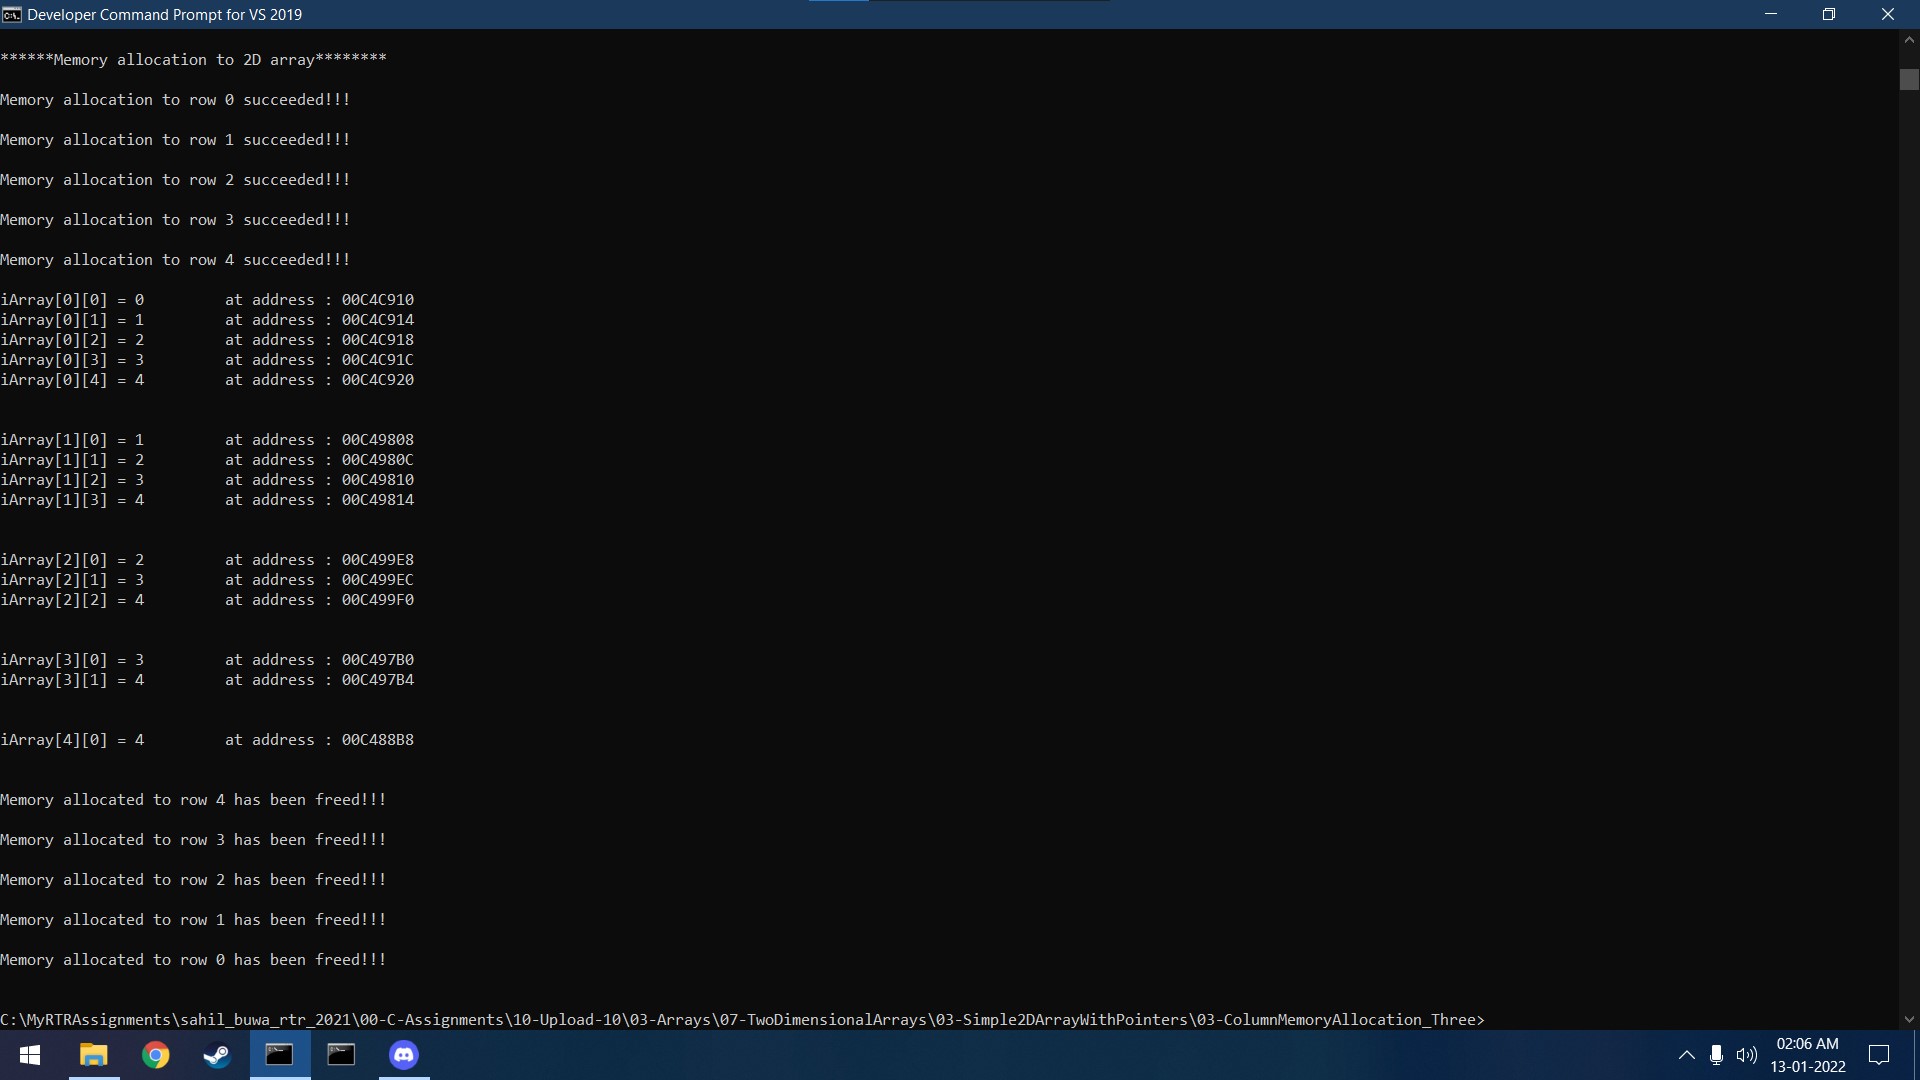 Developer Command Prompt for VS 2019
******Memory allocation to 2D array********
Memory allocation to row 0 succeeded!!!
Memory allocation to row 1 succeeded!!!
Memory allocation to row 2 succeeded!!!
Memory allocation to row 3 succeeded!!!
Memory allocation to row 4 succeeded!!!
iArray[0][0] = 0         at address : 00C4C910
iArray[0][1] = 1         at address : 00C4C914
iArray[0][2] = 2         at address : 00C4C918
iArray[0][3] = 3         at address : 00C4C91C
iArray[0][4] = 4         at address : 00C4C920
iArray[1][0] = 1         at address : 00C49808
iArray[1][1] = 2         at address : 00C4980C
iArray[1][2] = 3         at address : 00C49810
iArray[1][3] = 4         at address : 00C49814
iArray[2][0] = 2         at address : 00C499E8
iArray[2][1] = 3         at address : 00C499EC
iArray[2][2] = 4         at address : 00C499F0
iArray[3][0] = 3         at address : 00C497B0
iArray[3][1] = 4         at address : 00C497B4
iArray[4][0] = 4         at address : 00C488B8
Memory allocated to row 4 has been freed!!!
Memory allocated to row 3 has been freed!!!
Memory allocated to row 2 has been freed!!!
Memory allocated to row 1 has been freed!!!
Memory allocated to row 0 has been freed!!!
C:\MyRTRAssignments\sahil_buwa_rtr_2021\00-C-Assignments\10-Upload-10\03-Arrays\07-TwoDimensionalArrays\03-Simple2DArrayWithPointers\03-ColumnMemoryAllocation_Three>
02:06 AM
13-01-2022